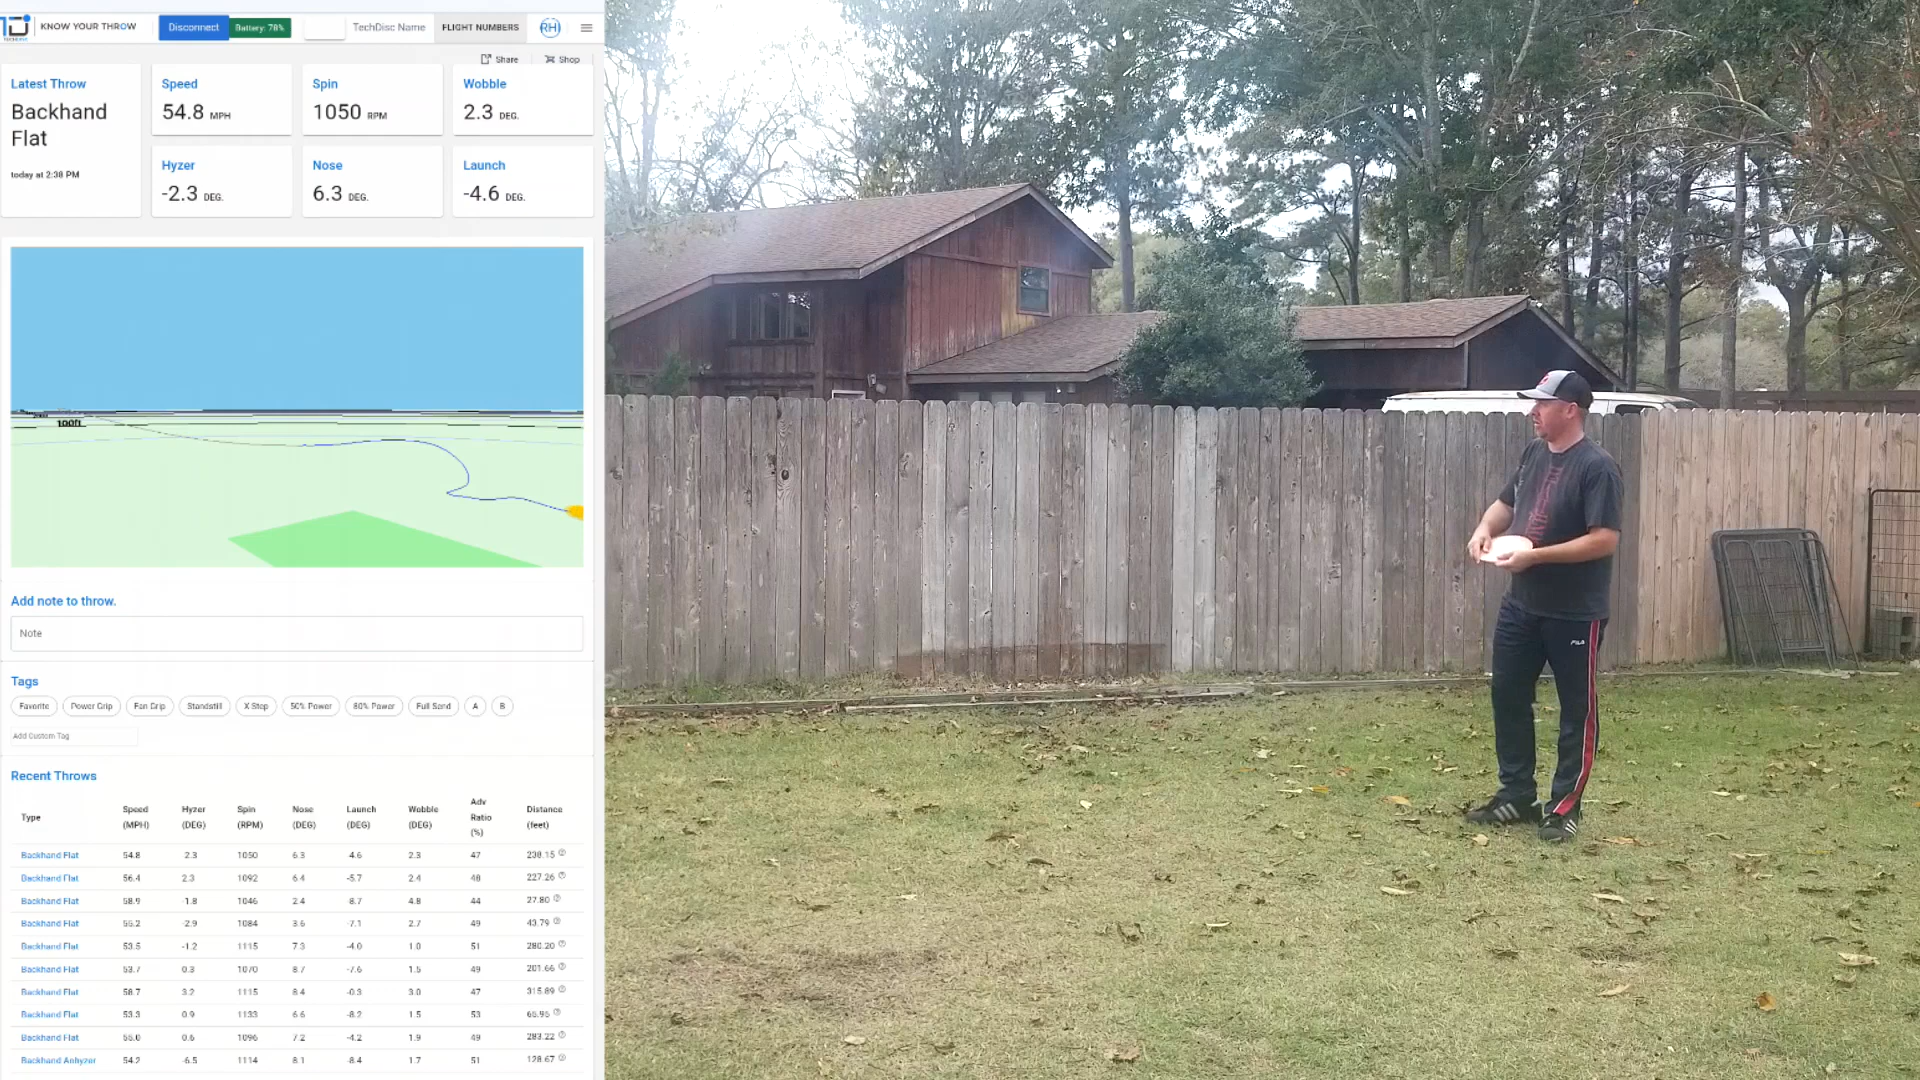 KNOW YOUR THROW Disconnect Battery: 78% TechDisc Name FLIGHT NUMBERS RH
Share Shop
Latest Throw
Backhand
Flat
today at 2:38 PM
Speed
54.8 MPH
Spin
1050 RPM
Wobble
2.3 DEG.
Hyzer
-2.3 DEG.
Nose
6.3 DEG.
Launch
-4.6 DEG.
100ft
Add note to throw.
Note
Tags
Favorite Power Grip Fan Grip Standstill X Step 50% Power 80% Power Full Send A B
Add Custom Tag
Recent Throws
Type Speed (MPH) Hyzer (DEG) Spin (RPM) Nose (DEG) Launch (DEG) Wobble (DEG) Adv Ratio (%) Distance (feet)
Backhand Flat 54.8 2.3 1050 6.3 4.6 2.3 47 238.15
Backhand Flat 56.4 2.3 1092 6.4 -5.7 2.4 48 227.26
Backhand Flat 58.9 -1.8 1046 2.4 8.7 4.8 44 27.80
Backhand Flat 55.2 -2.9 1084 3.6 -7.1 2.7 49 43.79
Backhand Flat 53.5 -1.2 1115 7.3 -4.0 1.0 51 280.20
Backhand Flat 53.7 0.3 1070 8.7 -7.6 1.5 49 201.66
Backhand Flat 58.7 3.2 1115 8.4 -0.3 3.0 47 315.89
Backhand Flat 53.3 0.9 1133 6.6 -8.2 1.5 53 65.95
Backhand Flat 55.0 0.6 1096 7.2 -4.2 1.9 49 283.22
Backhand Anhyzer 54.2 -6.5 1114 8.1 8.4 1.7 51 128.67
FILA